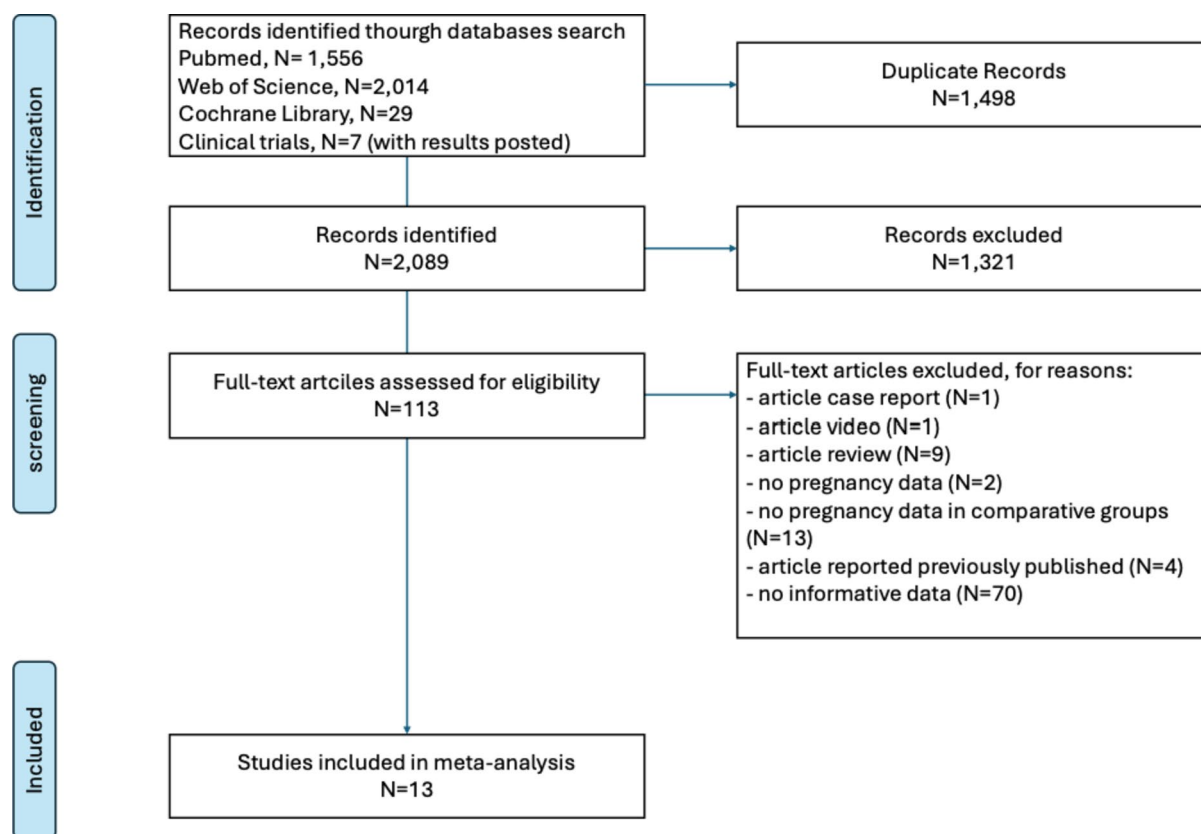 Identification
Records identified thourgh databases search
Pubmed, N= 1,556
Web of Science, N=2,014
Cochrane Library, N=29
Clinical trials, N=7 (with results posted)
Duplicate Records
N=1,498
Records identified
N=2,089
Records excluded
N=1,321
screening
Full-text artciles assessed for eligibility
N=113
Full-text articles excluded, for reasons:
- article case report (N=1)
- article video (N=1)
- article review (N=9)
- no pregnancy data (N=2)
- no pregnancy data in comparative groups
(N=13)
- article reported previously published (N=4)
- no informative data (N=70)
Included
Studies included in meta-analysis
N=13